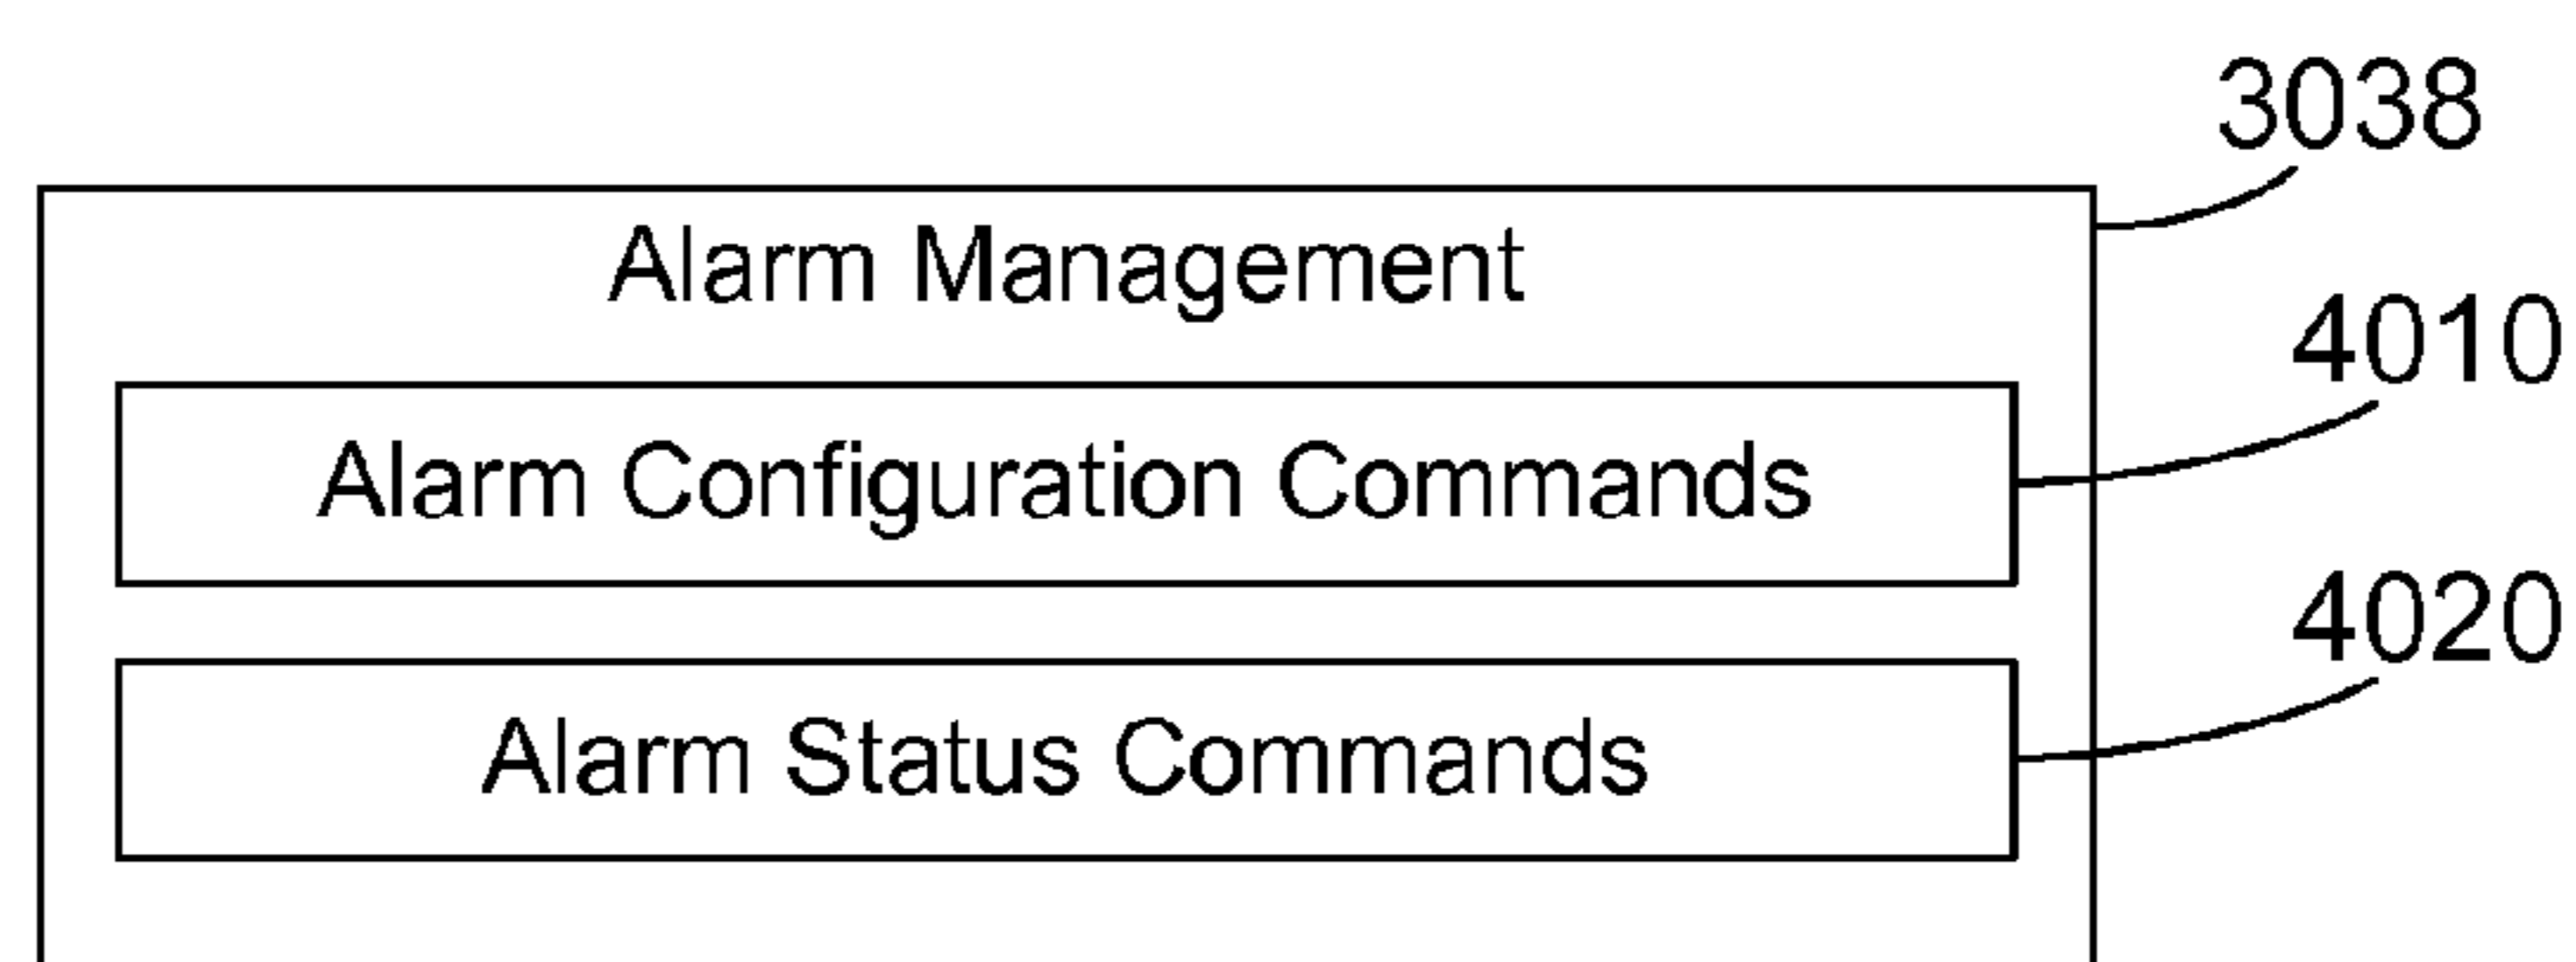 3038
Alarm Management
4010
Alarm Configuration Commands
4020
Alarm Status Commands